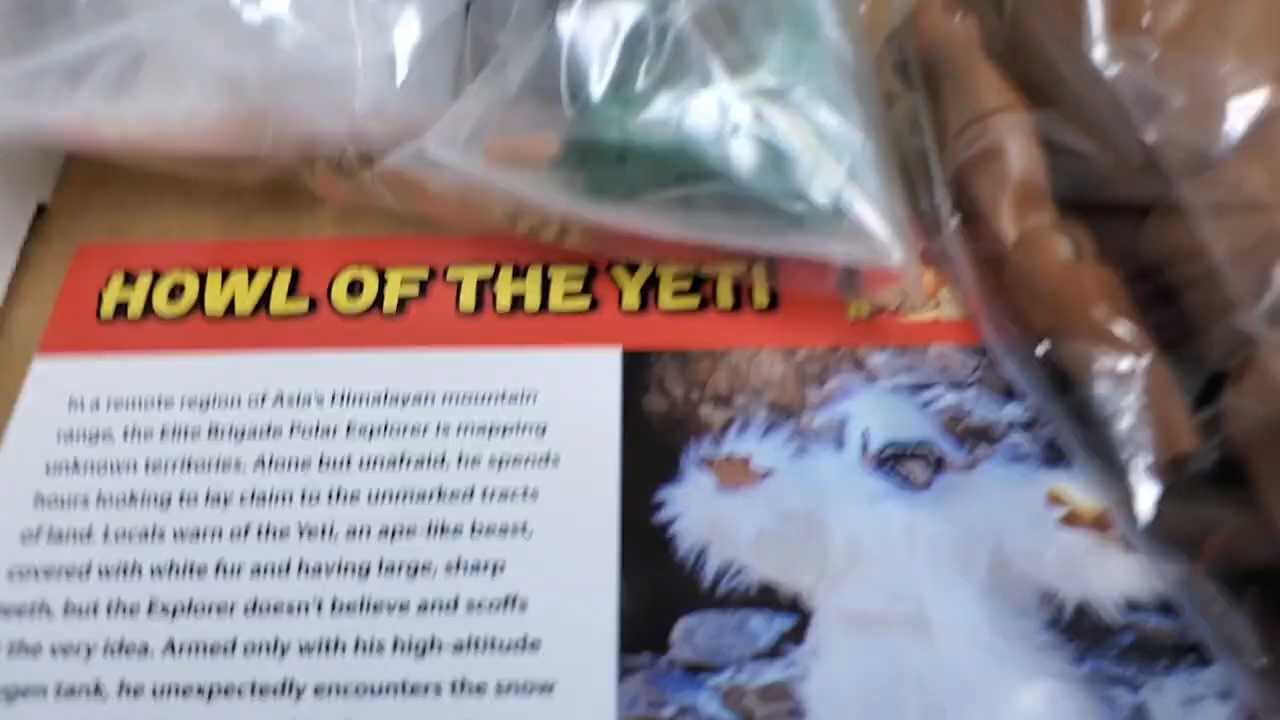 HOWL OF THE YETI
In a remote region of Asia's Himalayan mountain
range, the Elite Brigade Polar Explorer is mapping
unknown territories. Alone but unafraid, he spends
hours looking to lay claim to the unmarked tracts
of land. Locals warn of the Yeti, an ape-like beast,
covered with white fur and having large, sharp
teeth, but the Explorer doesn't believe and scoffs
the very idea. Armed only with his high-altitude
tank, he unexpectedly encounters the snow